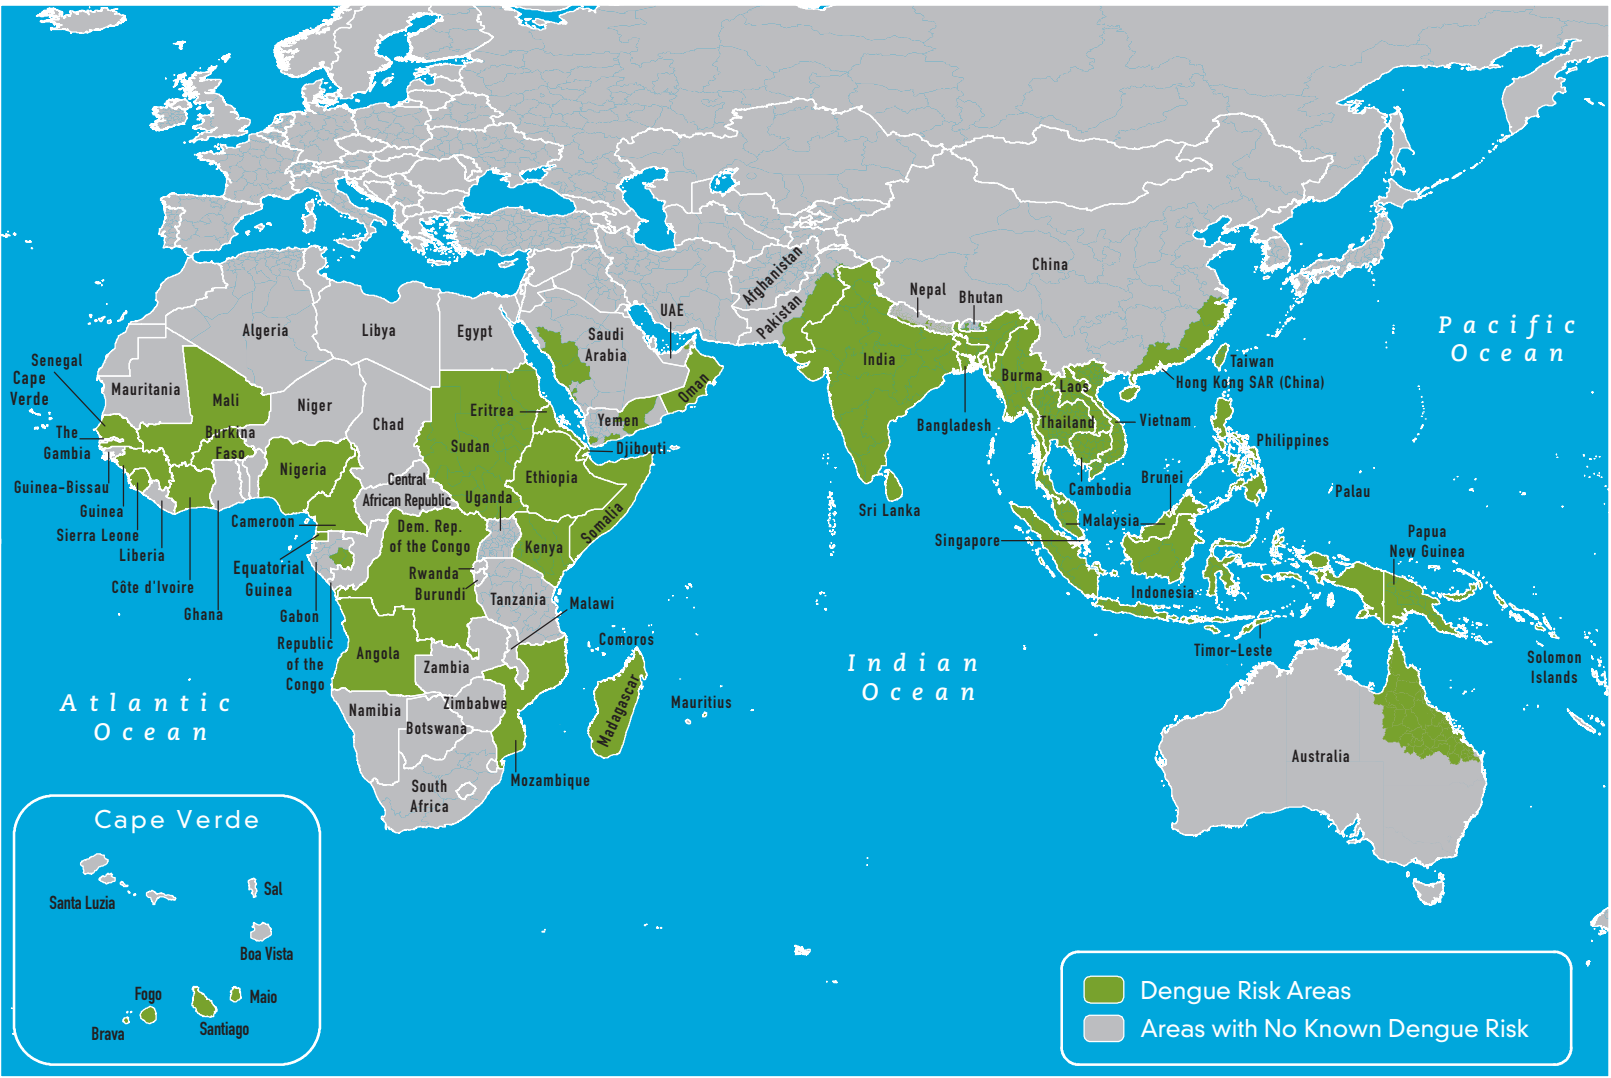 Senegal
Cape
Verde
The
Gambia
Guinea-Bissau
Guinea
Sierra Leone
Liberia
Côte d'Ivoire
Ghana
Mauritania
Mali
Burkina
Faso
Algeria
Niger
Nigeria
Cameroon
Equatorial
Guinea
Gabon
Republic
of the
Congo
Libya
Chad
Central
African Republic
Dem. Rep.
of the Congo
Rwanda
Burundi
Angola
Zambia
Namibia
Botswana
Zimbabwe
South
Africa
Egypt
Sudan
Eritrea
Ethiopia
Djibouti
Uganda
Kenya
Somalia
Tanzania
Malawi
Mozambique
Comoros
Madagascar
Mauritius
Saudi
Arabia
UAE
Oman
Yemen
Afghanistan
Pakistan
India
Nepal
Bhutan
Bangladesh
Sri Lanka
China
Burma
Laos
Thailand
Vietnam
Cambodia
Taiwan
Hong Kong SAR (China)
Philippines
Brunei
Malaysia
Singapore
Indonesia
Palau
Papua
New Guinea
Timor-Leste
Solomon
Islands
Australia
Pacific
Ocean
Indian
Ocean
Atlantic
Ocean
Cape Verde
Santa Luzia
Sal
Boa Vista
Fogo
Maio
Brava
Santiago
Dengue Risk Areas
Areas with No Known Dengue Risk